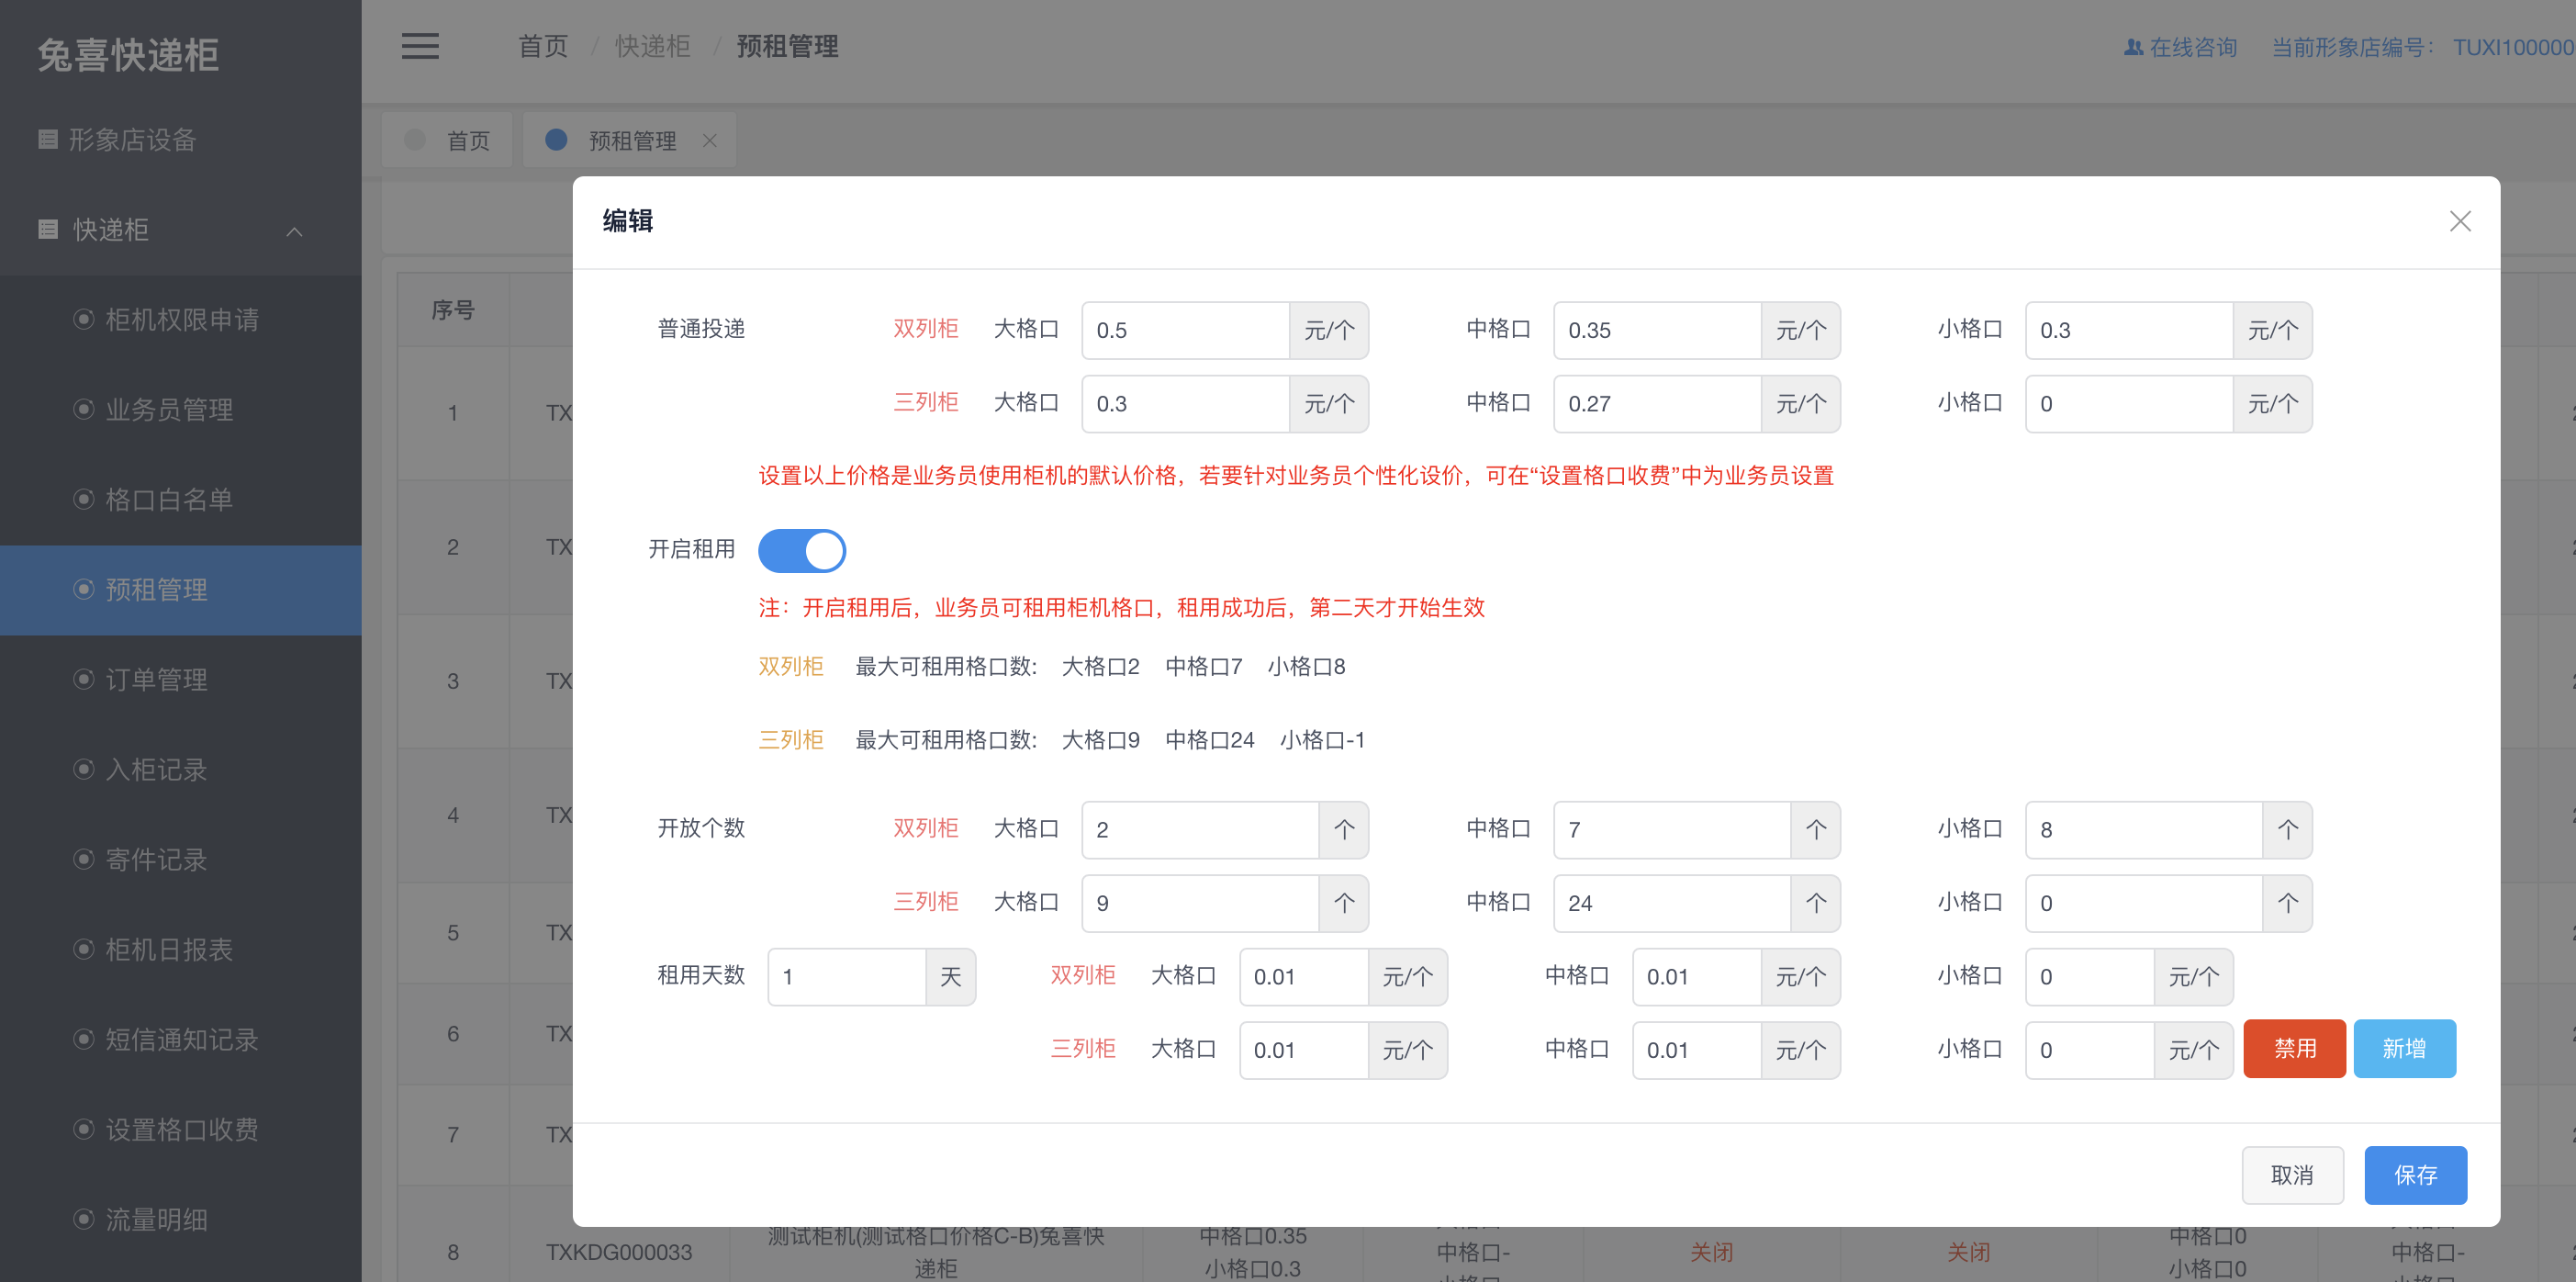 兔喜快递柜
首页 / 快递柜 / 预租管理
在线咨询 当前形象店编号： TUXI100000
形象店设备
首页 预租管理
快递柜
柜机权限申请
业务员管理
格口白名单
预租管理
订单管理
入柜记录
寄件记录
柜机日报表
短信通知记录
设置格口收费
流量明细
序号
1 TX
2 TX
3 TX
4 TX
5 TX
6 TX
7 TX
编辑
普通投递 双列柜 大格口 0.5 元/个 中格口 0.35 元/个 小格口 0.3 元/个
三列柜 大格口 0.3 元/个 中格口 0.27 元/个 小格口 0 元/个
设置以上价格是业务员使用柜机的默认价格，若要针对业务员个性化设价，可在“设置格口收费”中为业务员设置
开启租用
注：开启租用后，业务员可租用柜机格口，租用成功后，第二天才开始生效
双列柜 最大可租用格口数: 大格口2 中格口7 小格口8
三列柜 最大可租用格口数: 大格口9 中格口24 小格口-1
开放个数 双列柜 大格口 2 个 中格口 7 个 小格口 8 个
三列柜 大格口 9 个 中格口 24 个 小格口 0 个
租用天数 1 天 双列柜 大格口 0.01 元/个 中格口 0.01 元/个 小格口 0 元/个
三列柜 大格口 0.01 元/个 中格口 0.01 元/个 小格口 0 元/个 禁用 新增
取消 保存
测试柜机(测试格口价格C-B)兔喜快 中格口0.35 中格口0
8 TXKDG000033 中格口- 关闭 关闭 中格口-
递柜 小格口0.3 小格口0